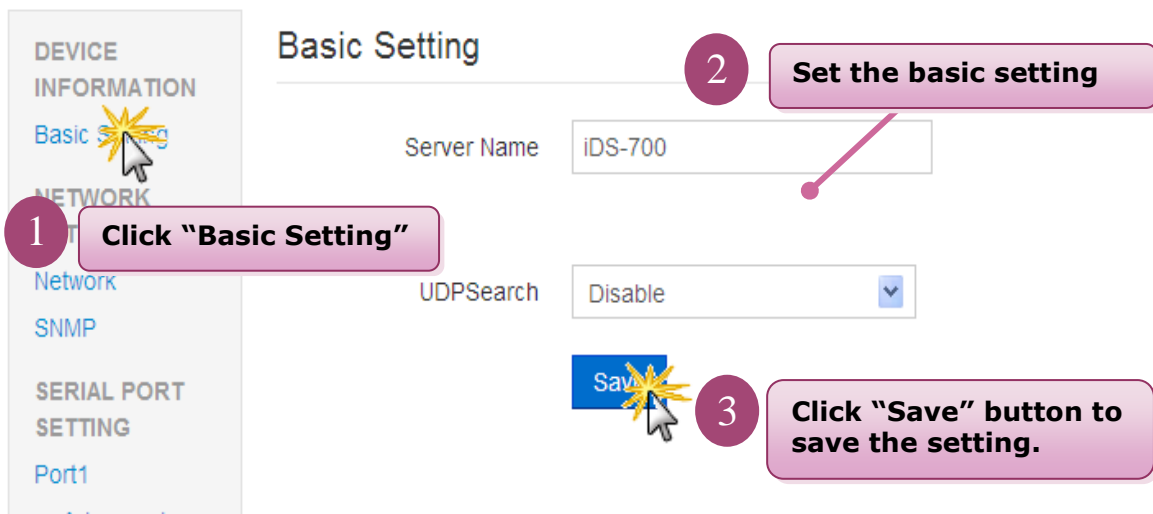 DEVICE
INFORMATION
Basic
NETWORK
Network
SNMP
SERIAL PORT
SETTING
Port1
Basic Setting
Server Name
iDS-700
UDPSearch
Disable
Save
1
Click “Basic Setting”
2
Set the basic setting
3
Click “Save” button to
save the setting.